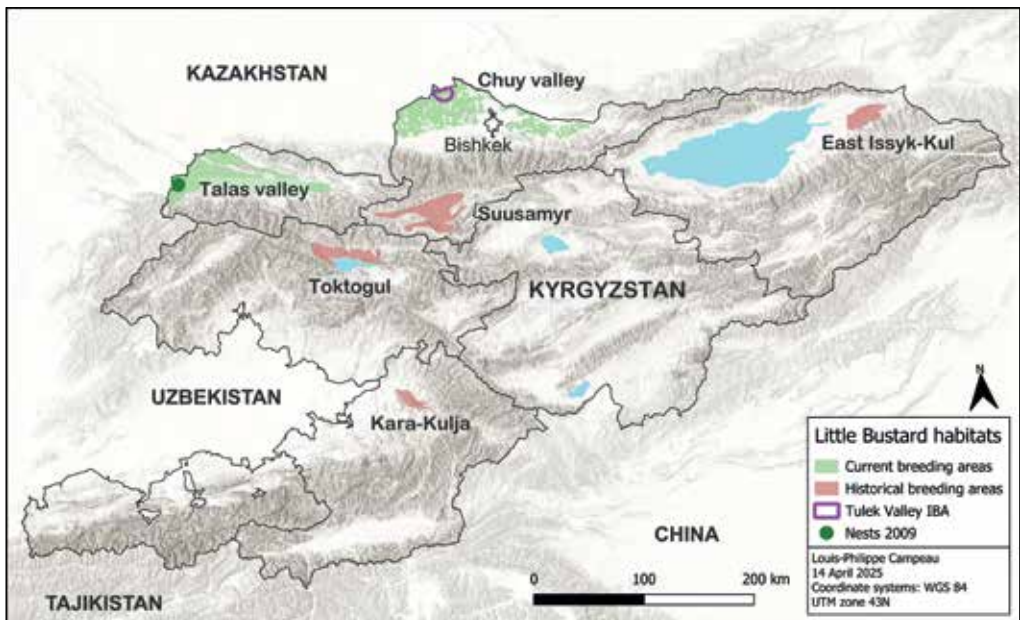 KAZAKHSTAN
Chuy valley
Bishkek
East Issyk-Kul
Talas valley
Suusamyr
Toktogul
KYRGYZSTAN
UZBEKISTAN
Kara-Kulja
CHINA
TAJIKISTAN
N
0 100 200 km
Little Bustard habitats
Current breeding areas
Historical breeding areas
Tulek Valley IBA
Nests 2009
Louis-Philippe Campeau
14 April 2025
Coordinate systems: WGS 84
UTM zone 43N